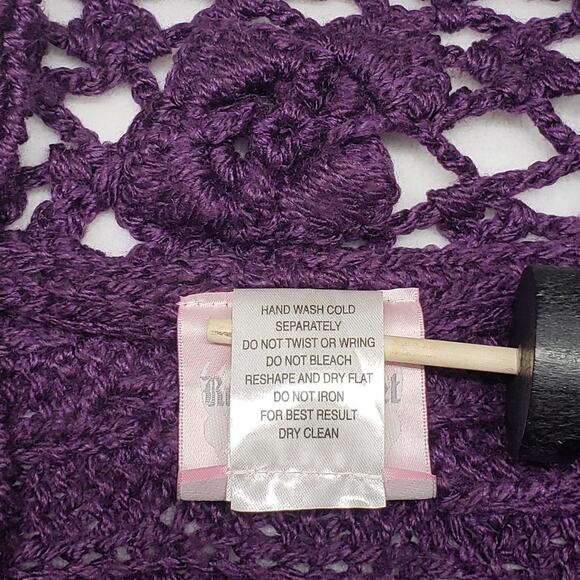 HAND WASH COLD
SEPARATELY
DO NOT TWIST OR WRING
DO NOT BLEACH
RESHAPE AND DRY FLAT
DO NOT IRON
FOR BEST RESULT
DRY CLEAN